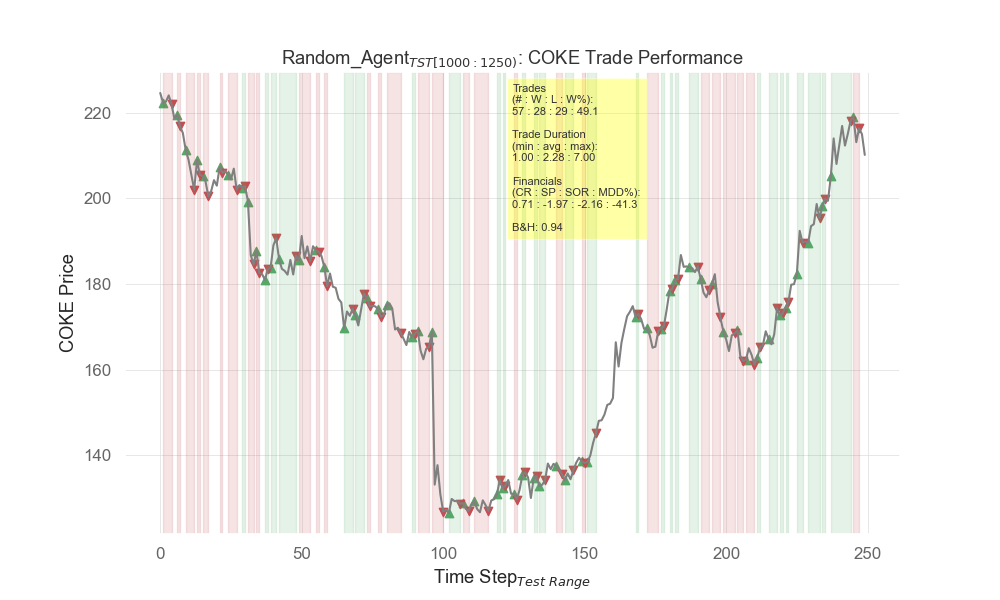 Random_Agent TST[1000:1250): COKE Trade Performance
Trades
(# : W : L : W%):
57 : 28 : 29 : 49.1
Trade Duration
(min : avg : max):
1.00 : 2.28 : 7.00
Financials
(CR : SP : SOR : MDD%):
0.71 : -1.97 : -2.16 : -41.3
B&H: 0.94
COKE Price
220
200
180
160
140
0 50 100 150 200 250
Time Step Test Range